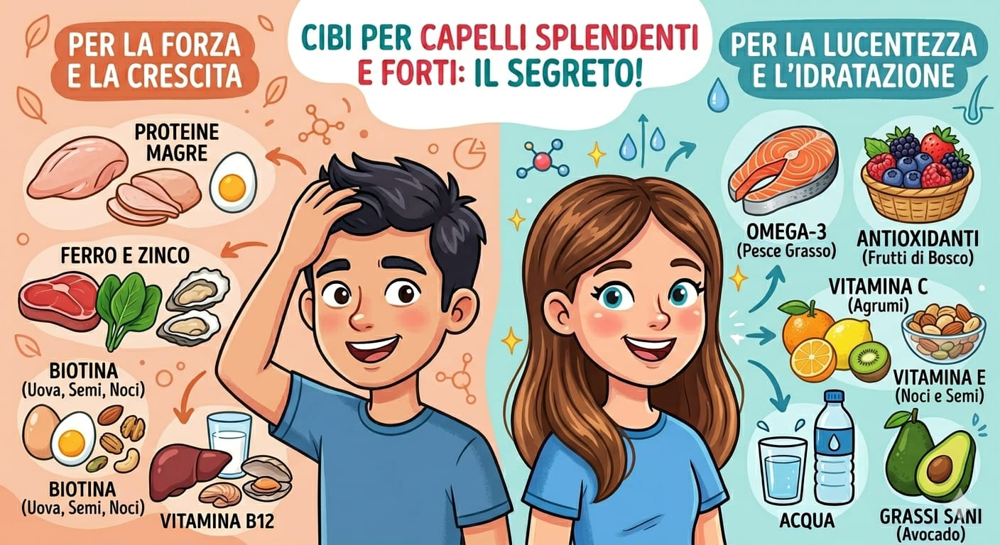 CIBI PER CAPELLI SPLENDENTI
E FORTI: IL SEGRETO!
PER LA FORZA
E LA CRESCITA
PROTEINE
MAGRE
FERRO E ZINCO
BIOTINA
(Uova, Semi, Noci)
BIOTINA
(Uova, Semi, Noci)
VITAMINA B12
PER LA LUCENTEZZA
E L'IDRATAZIONE
OMEGA-3
(Pesce Grasso)
ANTIOXIDANTI
(Frutti di Bosco)
VITAMINA C
(Agrumi)
VITAMINA E
(Noci e Semi)
ACQUA
GRASSI SANI
(Avocado)